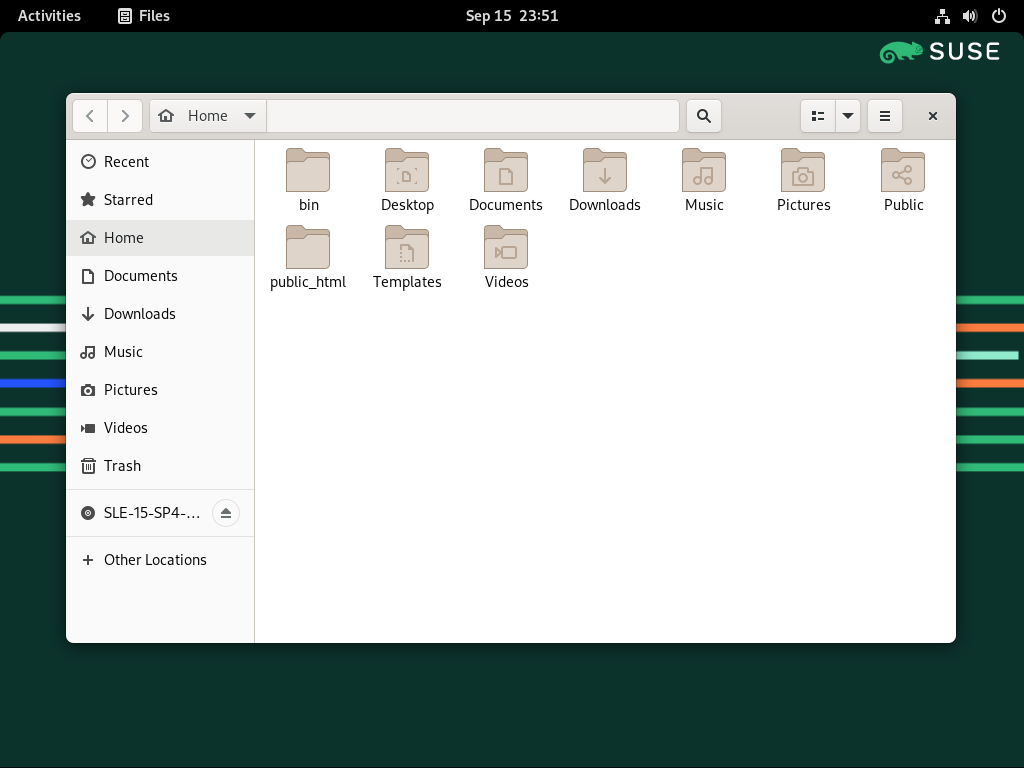 Activities Files Sep 15 23:51
SUSE
Home
Recent
Starred
Home
Documents
Downloads
Music
Pictures
Videos
Trash
SLE-15-SP4-...
Other Locations
bin Desktop Documents Downloads Music Pictures Public
public_html Templates Videos